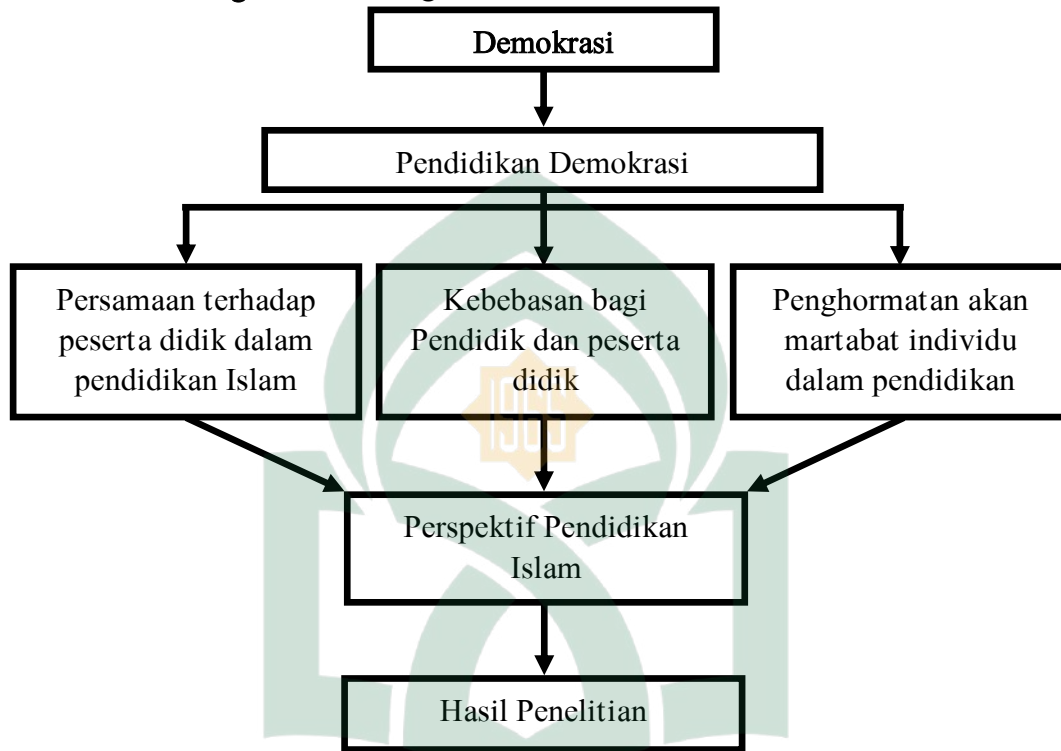 Demokrasi
Pendidikan Demokrasi
Persamaan terhadap
peserta didik dalam
pendidikan Islam
Kebebasan bagi
Pendidik dan peserta
didik
Penghormatan akan
martabat individu
dalam pendidikan
1965
Perspektif Pendidikan
Islam
Hasil Penelitian